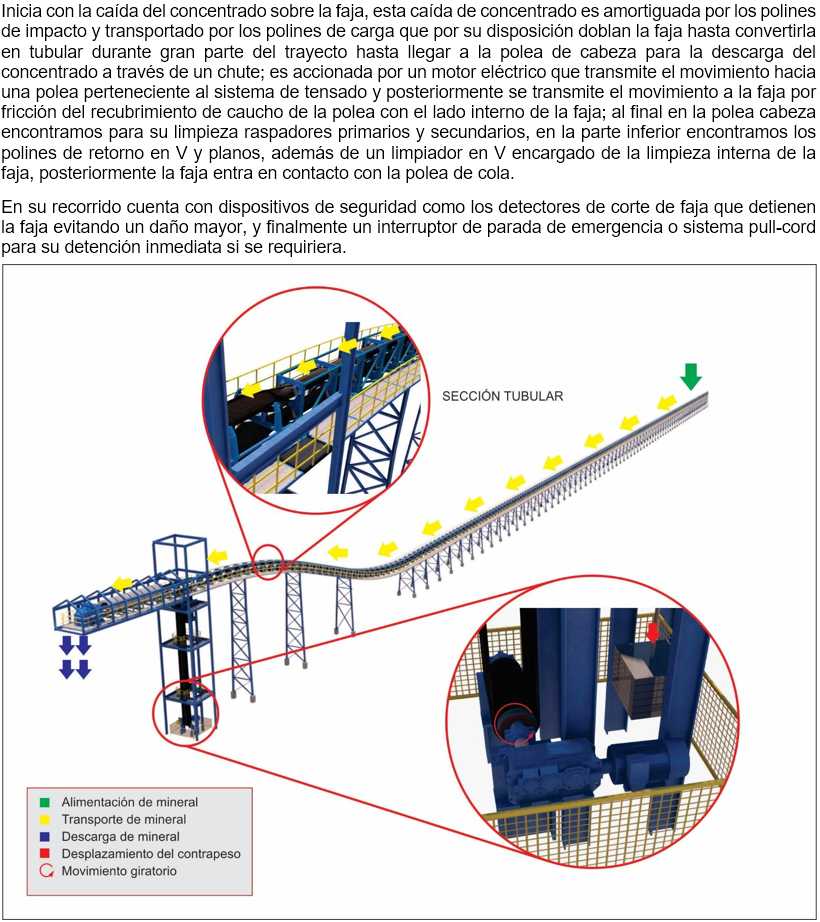 Inicia con la caída del concentrado sobre la faja, esta caída de concentrado es amortiguada por los polines
de impacto y transportado por los polines de carga que por su disposición doblan la faja hasta convertirla
en tubular durante gran parte del trayecto hasta llegar a la polea de cabeza para la descarga del
concentrado a través de un chute; es accionada por un motor eléctrico que transmite el movimiento hacia
una polea perteneciente al sistema de tensado y posteriormente se transmite el movimiento a la faja por
fricción del recubrimiento de caucho de la polea con el lado interno de la faja; al final en la polea cabeza
encontramos para su limpieza raspadores primarios y secundarios, en la parte inferior encontramos los
polines de retorno en V y planos, además de un limpiador en V encargado de la limpieza interna de la
faja, posteriormente la faja entra en contacto con la polea de cola.
En su recorrido cuenta con dispositivos de seguridad como los detectores de corte de faja que detienen
la faja evitando un daño mayor, y finalmente un interruptor de parada de emergencia o sistema pull-cord
para su detención inmediata si se requiriera.
SECCIÓN TUBULAR
Alimentación de mineral
Transporte de mineral
Descarga de mineral
Desplazamiento del contrapeso
Movimiento giratorio